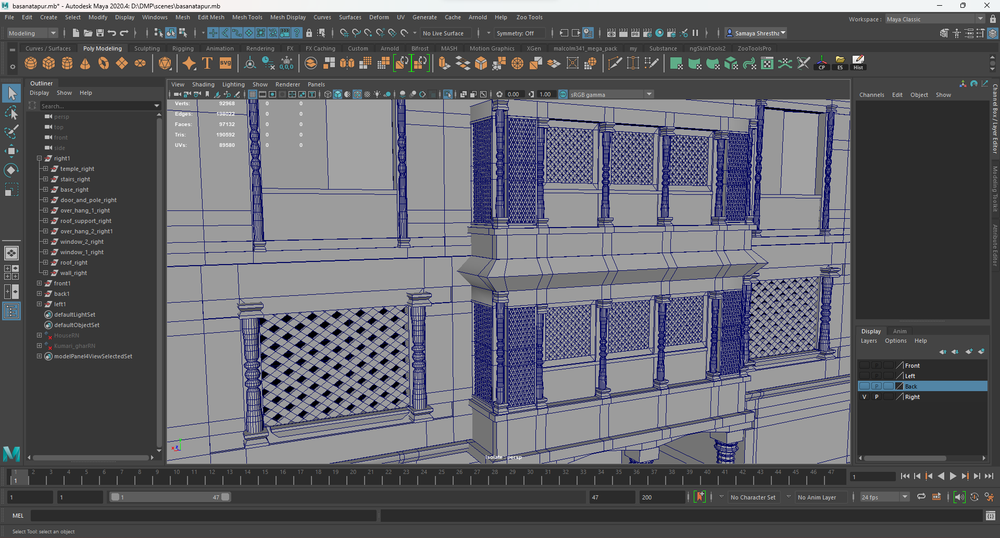 basanatapur.mb* - Autodesk Maya 2020.4: D:\DMP\scenes\basanatapur.mb
File Edit Create Select Modify Display Windows Mesh Edit Mesh Mesh Tools Mesh Display Curves Surfaces Deform UV Generate Cache Arnold Help Zoo Tools
Workspace : Maya Classic
Modeling No Live Surface Symmetry: Off IPR Samaya Shrestha
Curves / Surfaces Poly Modeling Sculpting Rigging Animation Rendering FX FX Caching Custom Arnold Bifrost MASH Motion Graphics XGen malcolm341_mega_pack my Substance ngSkinTools2 ZooToolsPro
T svg 0,0,0 CP ES Hist
Outliner
Display Show Help
Search...
persp
top
front
side
right1
temple_right
stairs_right
base_right
door_and_pole_right
over_hang_1_right
roof_support_right
over_hang_2_right1
window_2_right
window_1_right
roof_right
wall_right
front1
back1
left1
defaultLightSet
defaultObjectSet
HouseRN
Kumari_gharRN
modelPanel4ViewSelectedSet
View Shading Lighting Show Renderer Panels
0.00 1.00 ON sRGB gamma
Verts: 92968 0 0
Edges: 198022 0 0
Faces: 97132 0 0
Tris: 190592 0 0
UVs: 89580 0 0
x z
Isolate : persp
Channels Edit Object Show
Channel Box / Layer Editor
Modeling Toolkit
Attribute Editor
Display Anim
Layers Options Help
P Front
P Left
P Back
V P Right
1 2 3 4 5 6 7 8 9 10 11 12 13 14 15 16 17 18 19 20 21 22 23 24 25 26 27 28 29 30 31 32 33 34 35 36 37 38 39 40 41 42 43 44 45 46 47
1
1
1 1 1 47 47 200 No Character Set No Anim Layer 24 fps
MEL
Select Tool: select an object